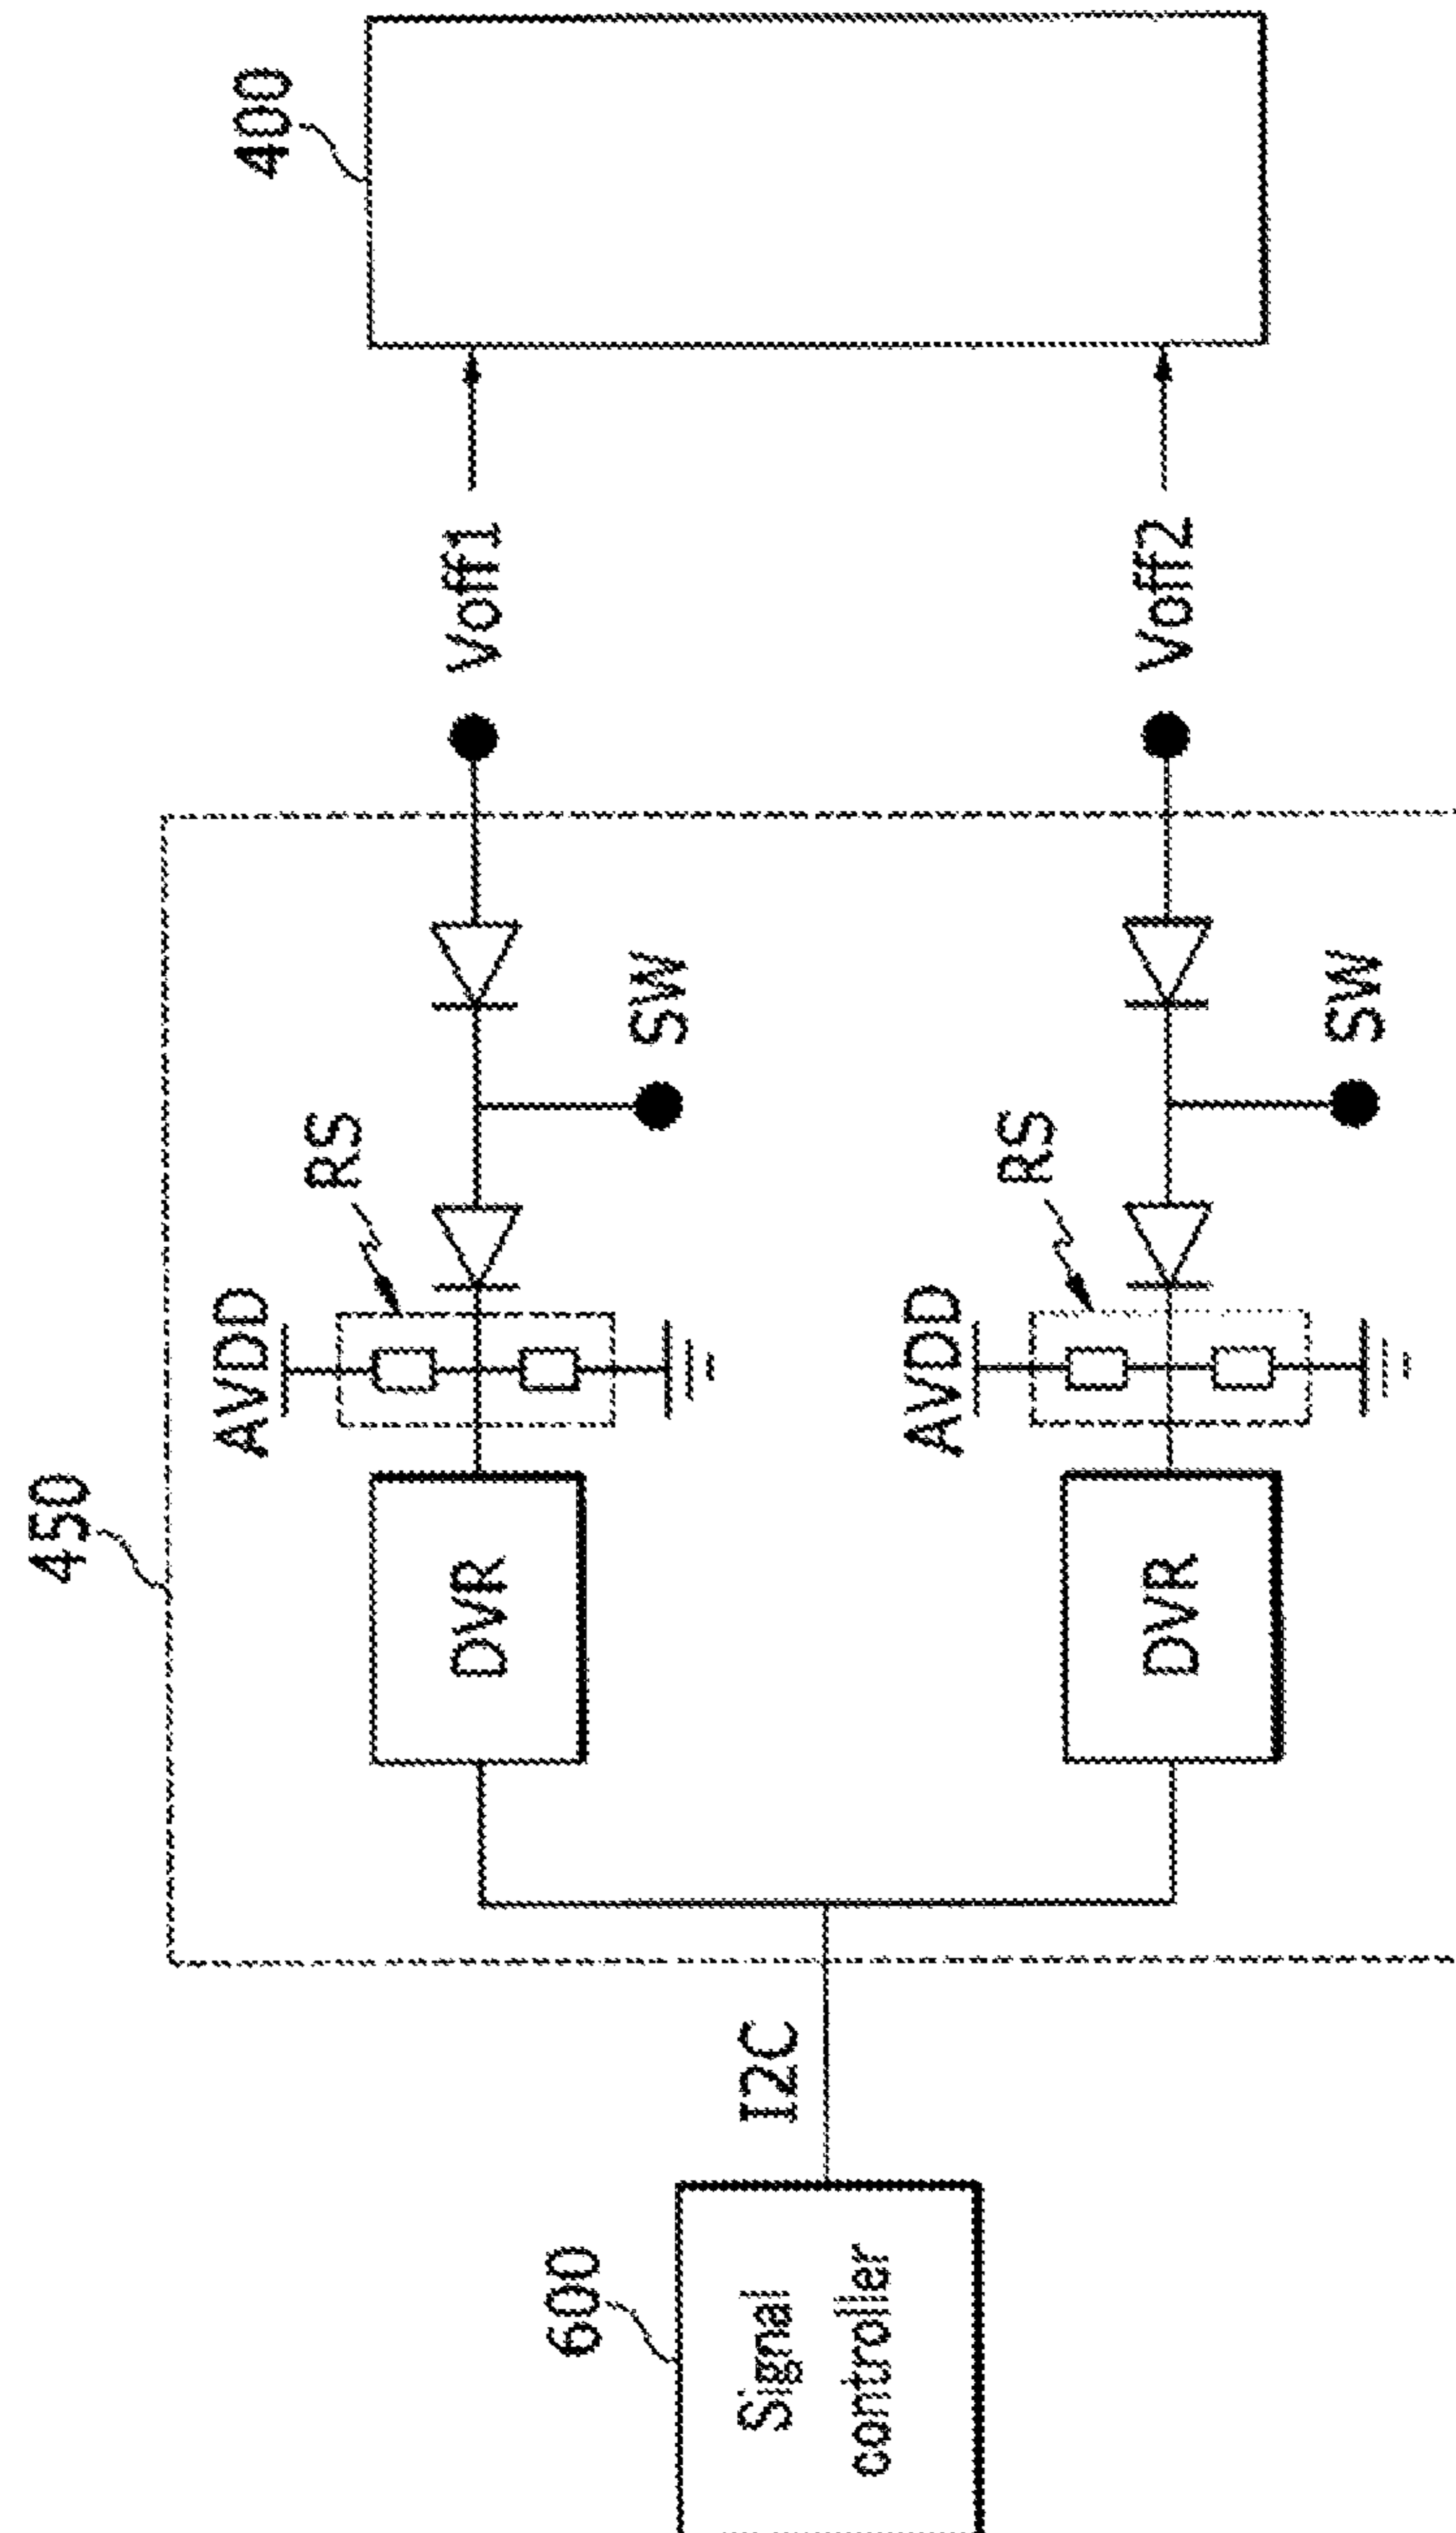 450
400
AVDD
RS
DVR
SW
Voff1
600
Signal
controller
I2C
AVDD
RS
DVR
SW
Voff2